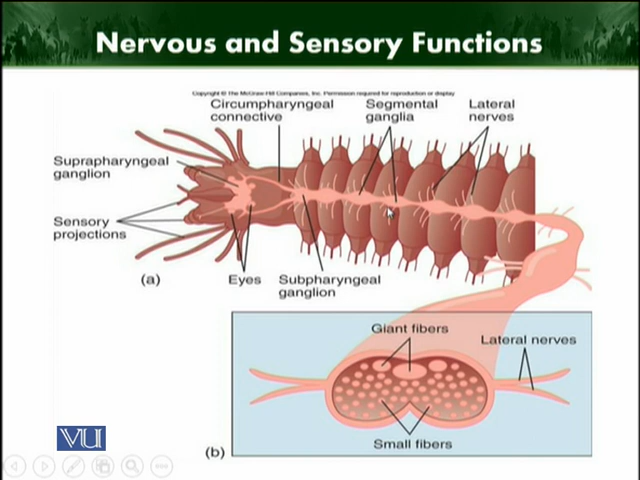 Nervous and Sensory Functions
Copyright © The McGraw-Hill Companies, Inc. Permission required for reproduction or display
Circumpharyngeal
connective
Segmental
ganglia
Lateral
nerves
Suprapharyngeal
ganglion
Sensory
projections
(a)
Eyes
Subpharyngeal
ganglion
Giant fibers
Lateral nerves
Small fibers
(b)
VU